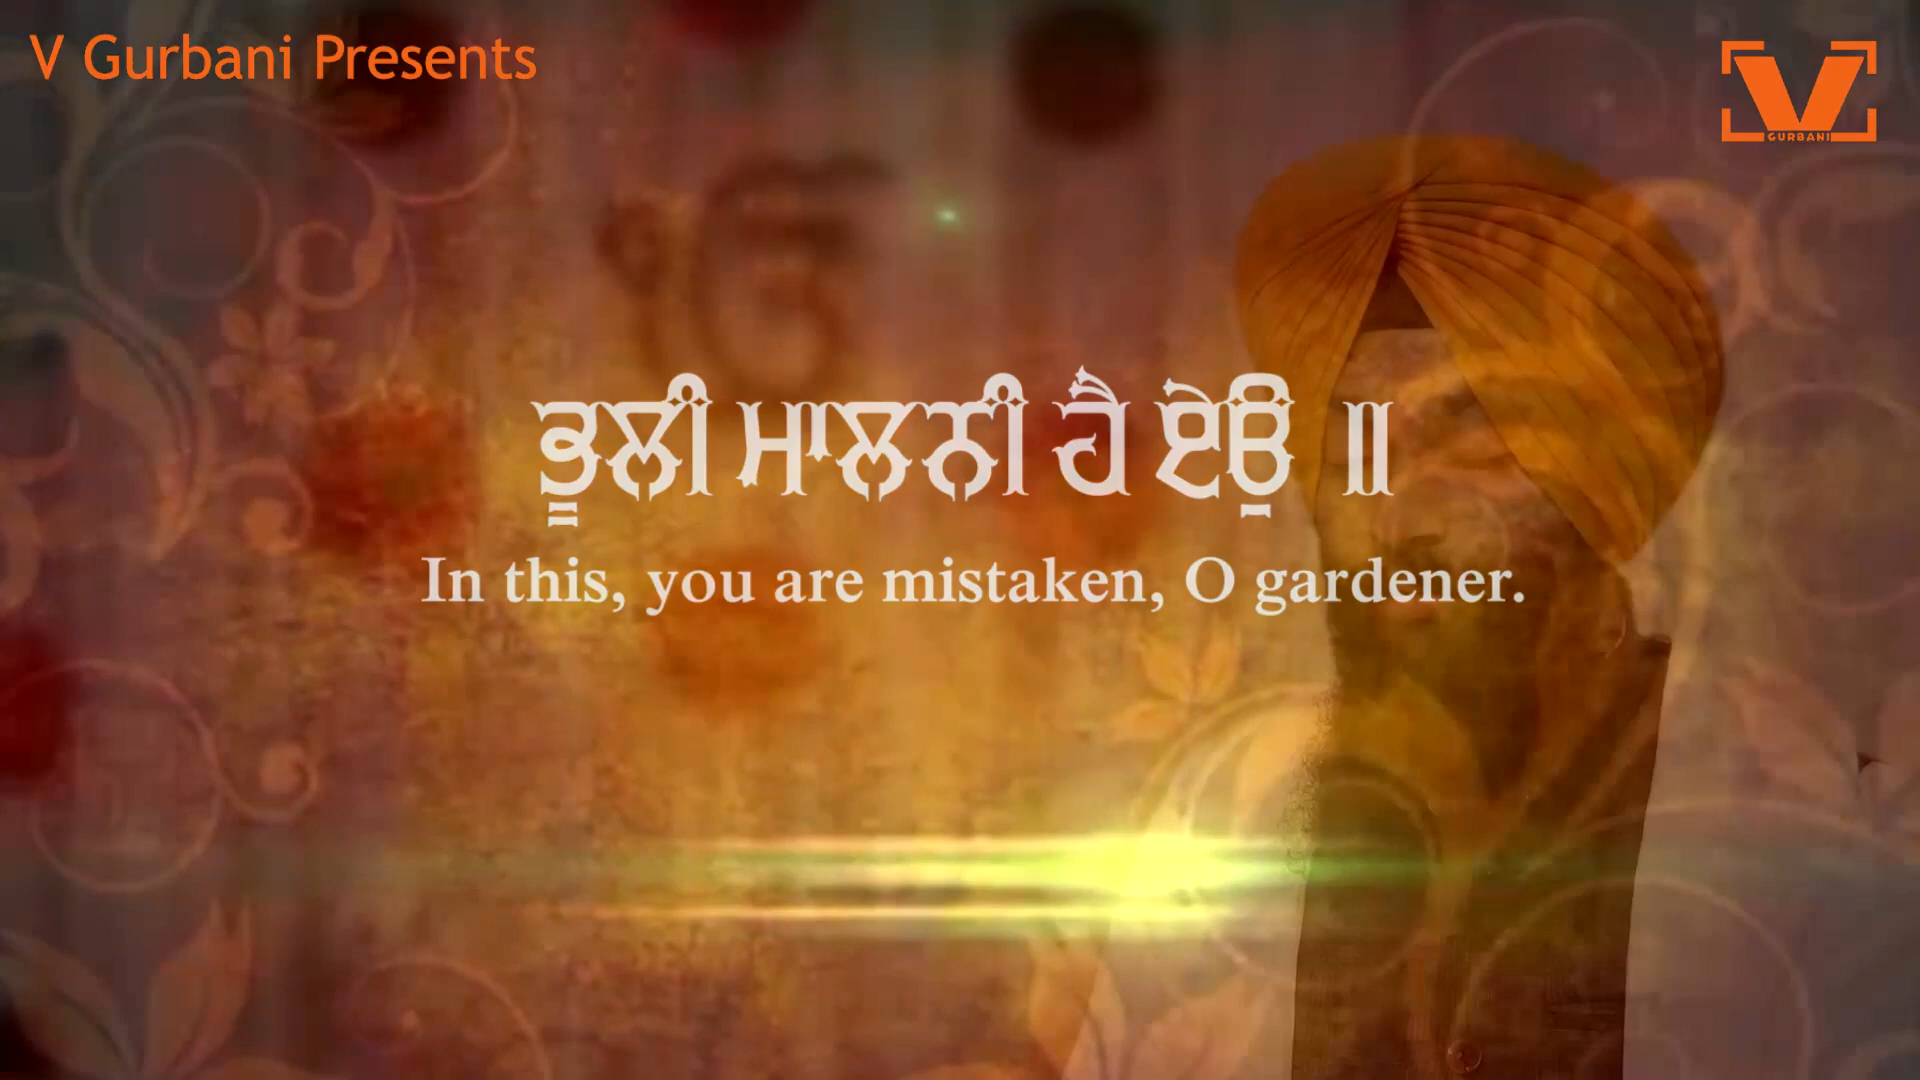 V Gurbani Presents
V
GURBANI
ੴ
ਭੂਲੀ ਮਾਲਨੀ ਹੈ ਏਉ ॥
In this, you are mistaken, O gardener.